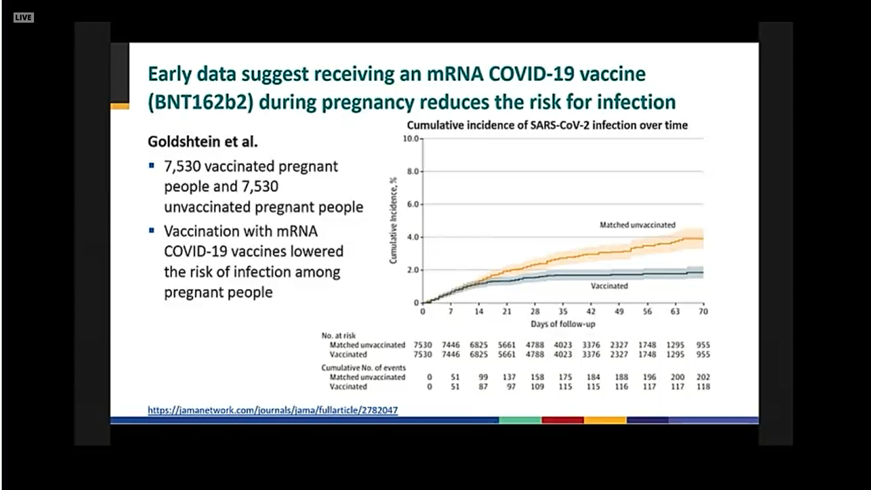 LIVE
Early data suggest receiving an mRNA COVID-19 vaccine
(BNT162b2) during pregnancy reduces the risk for infection
Goldshtein et al.
▪ 7,530 vaccinated pregnant
people and 7,530
unvaccinated pregnant people
▪ Vaccination with mRNA
COVID-19 vaccines lowered
the risk of infection among
pregnant people
Cumulative incidence of SARS-CoV-2 infection over time
Cumulative Incidence, %
10.0
8.0
6.0
4.0
2.0
0
Matched unvaccinated
Vaccinated
0 7 14 21 28 35 42 49 56 63 70
Days of follow-up
No. at risk
Matched unvaccinated 7530 7446 6825 5661 4788 4023 3376 2327 1748 1295 955
Vaccinated 7530 7446 6825 5661 4788 4023 3376 2327 1748 1295 955
Cumulative No. of events
Matched unvaccinated 0 51 99 137 158 175 184 188 196 200 202
Vaccinated 0 51 87 97 109 115 115 116 117 117 118
https://jamanetwork.com/journals/jama/fullarticle/2782047